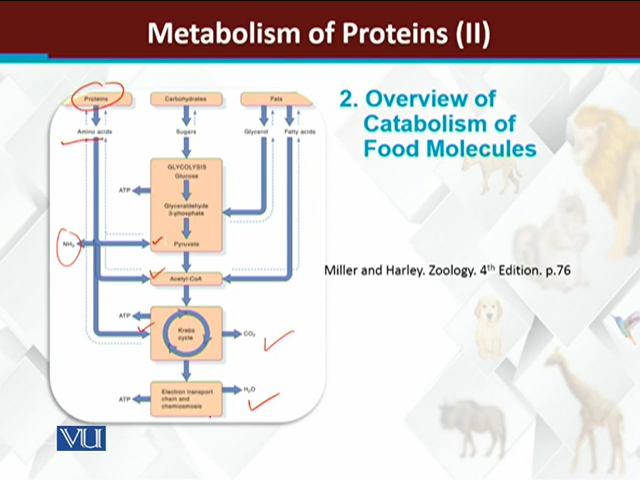 Metabolism of Proteins (II)
2. Overview of
Catabolism of
Food Molecules
Proteins
Carbohydrates
Fats
Amino acids
Sugars
Glycerol
Fatty acids
GLYCOLYSIS
Glucose
ATP
Glyceraldehyde
3-phosphate
NH₃
Pyruvate
Acetyl-CoA
Miller and Harley. Zoology. 4th Edition. p.76
ATP
Krebs
cycle
CO₂
Electron transport
chain and
chemiosmosis
H₂O
ATP
VU